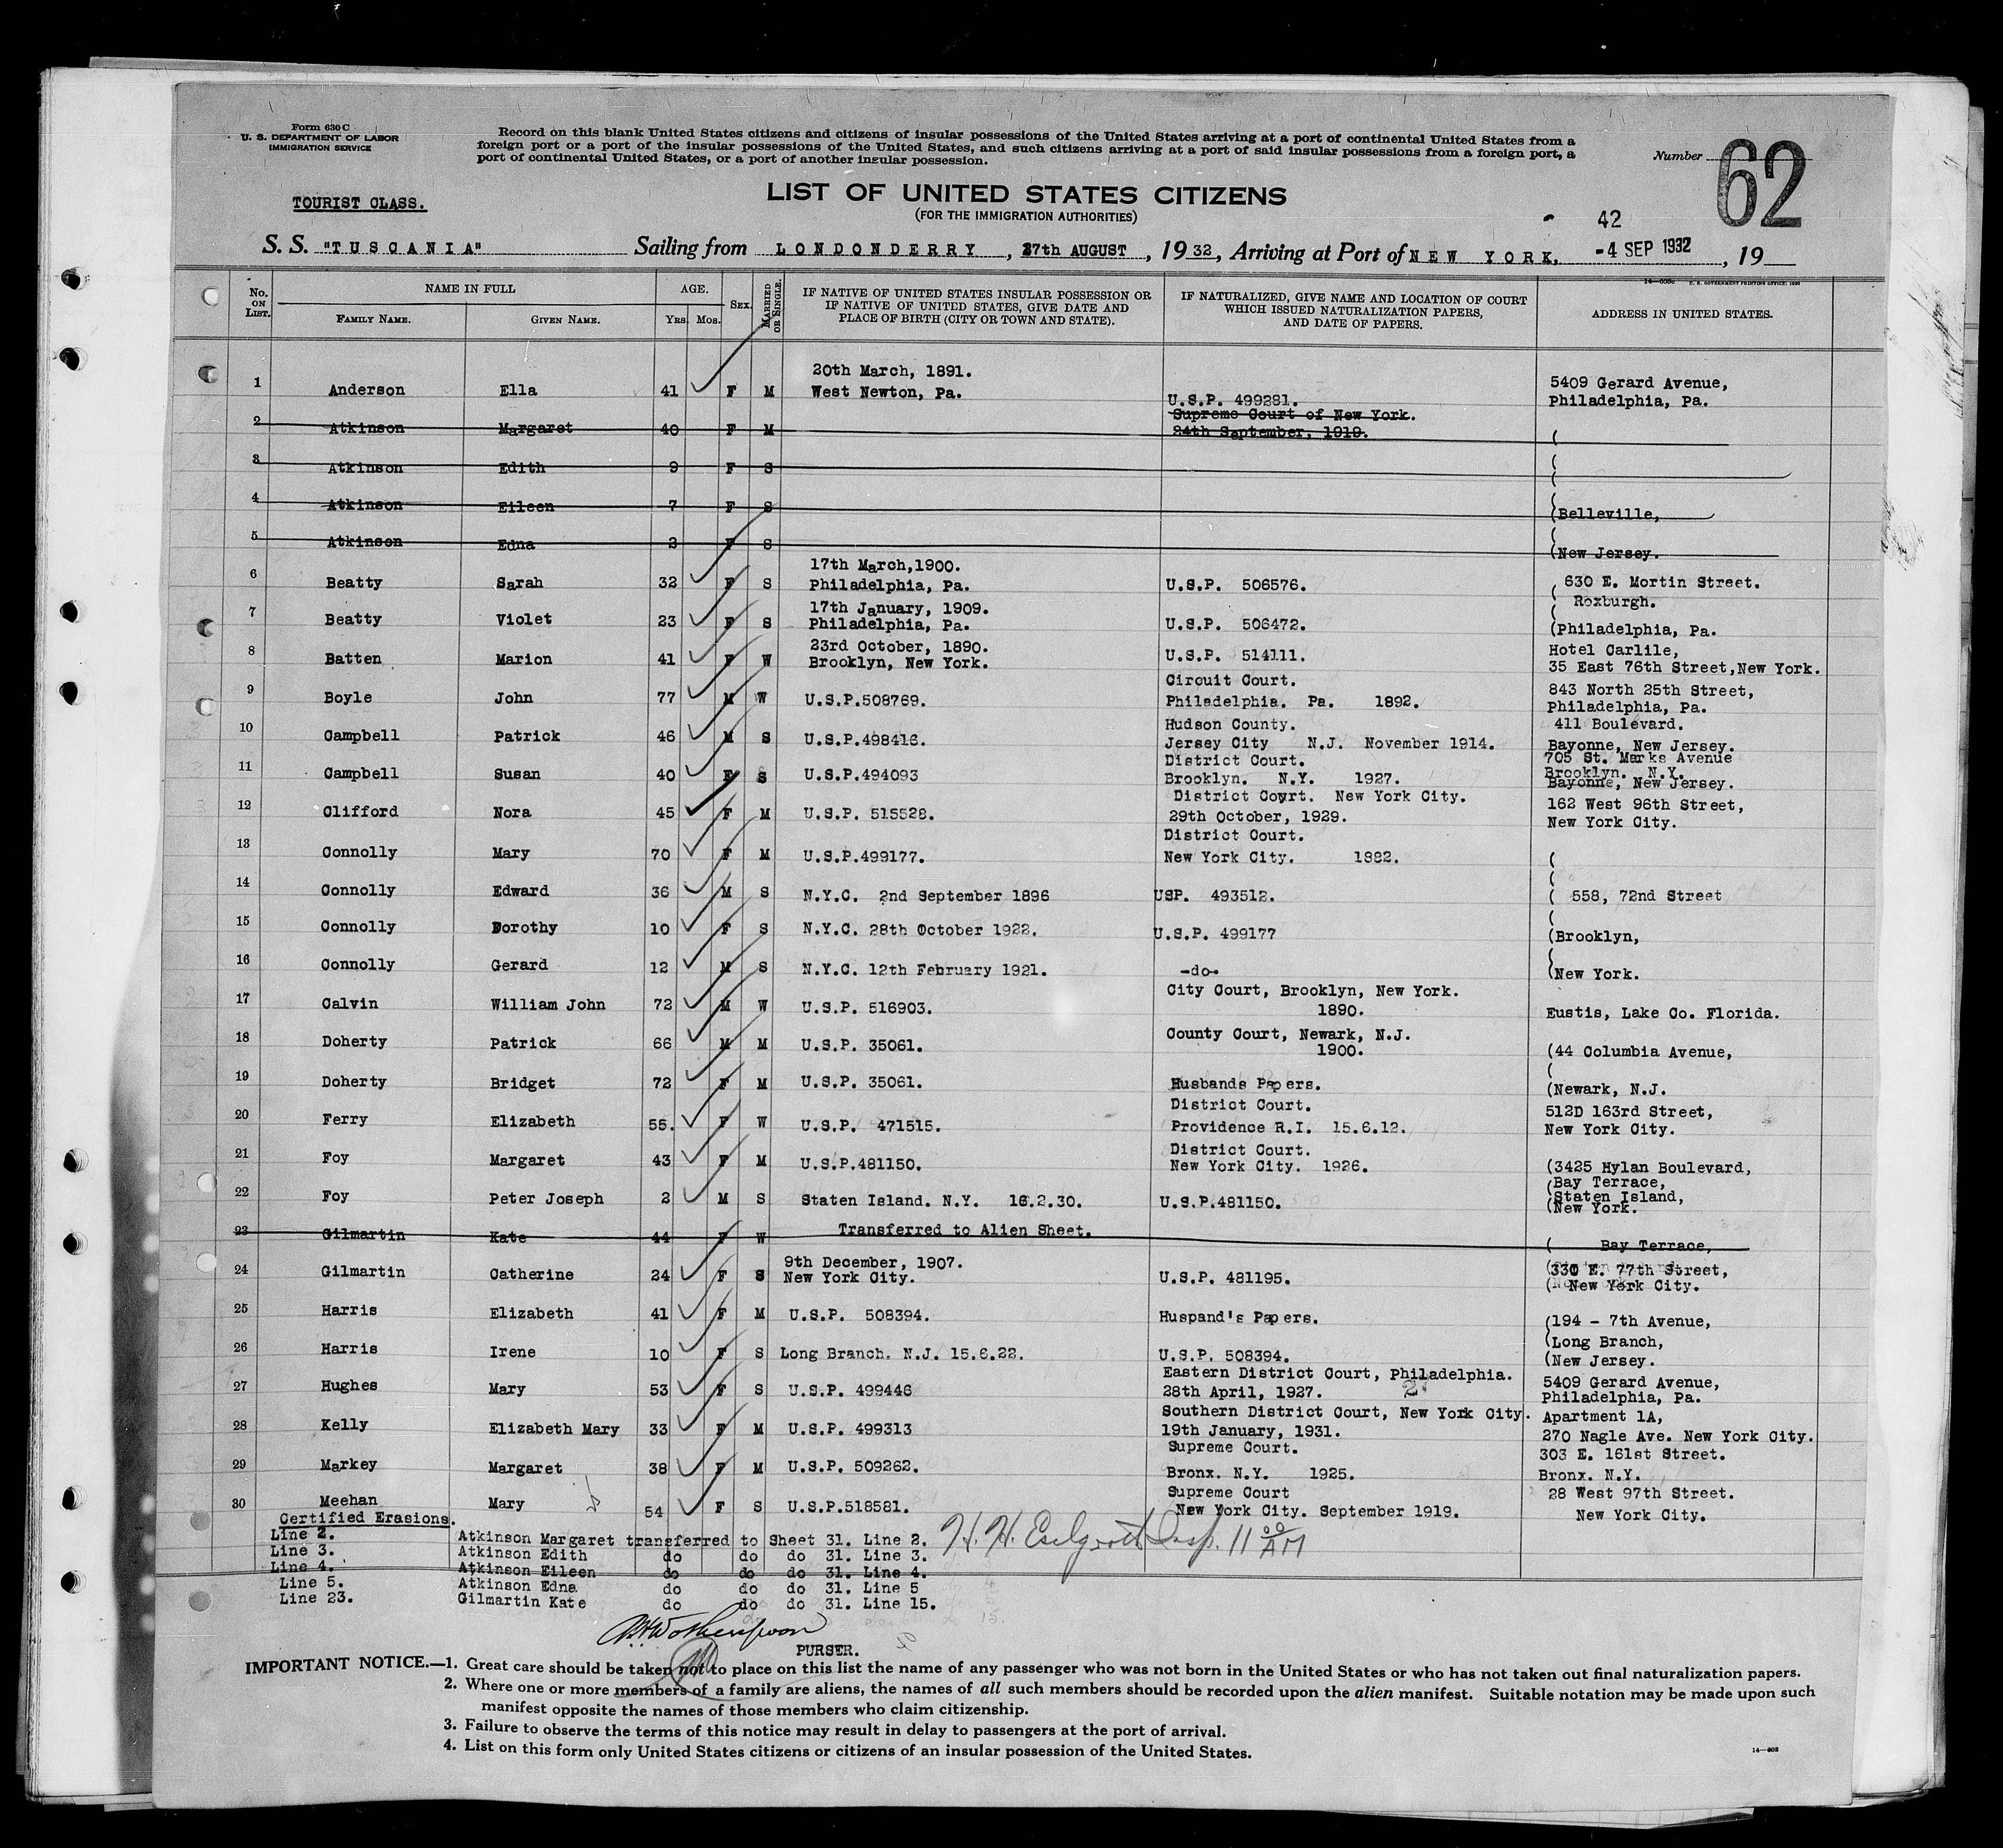 Form 630 C
U. S. DEPARTMENT OF LABOR
IMMIGRATION SERVICE
Record on this blank United States citizens and citizens of insular possessions of the United States arriving at a port of continental United States from a
foreign port or a port of the insular possessions of the United States, and such citizens arriving at a port of said insular possessions from a foreign port, a
port of continental United States, or a port of another insular possession.
Number 62
TOURIST CLASS.
LIST OF UNITED STATES CITIZENS
(FOR THE IMMIGRATION AUTHORITIES)
42
S. S. "TUSCANIA" Sailing from LONDONDERRY, 27th AUGUST, 1932, Arriving at Port of NEW YORK. -4 SEP 1932, 19
14-608c U. S. GOVERNMENT PRINTING OFFICE: 1930
No. ON LIST. NAME IN FULL FAMILY NAME. GIVEN NAME. AGE. Yrs. Mos. SEX. MARRIED OR SINGLE. IF NATIVE OF UNITED STATES INSULAR POSSESSION OR IF NATIVE OF UNITED STATES, GIVE DATE AND PLACE OF BIRTH (CITY OR TOWN AND STATE). IF NATURALIZED, GIVE NAME AND LOCATION OF COURT WHICH ISSUED NATURALIZATION PAPERS, AND DATE OF PAPERS. ADDRESS IN UNITED STATES.
1 Anderson Ella 41 F M 20th March, 1891. West Newton, Pa. U.S.P. 499281. 5409 Gerard Avenue, Philadelphia, Pa.
2 Atkinson Margaret 40 F M Supreme Court of New York. 24th September, 1919. (
3 Atkinson Edith 9 F S (
4 Atkinson Eileen 7 F S (Belleville,
5 Atkinson Edna 3 F S (New Jersey.
6 Beatty Sarah 32 F S 17th March,1900. Philadelphia, Pa. U.S.P. 506576. ( 630 E. Mortin Street. Roxburgh.
7 Beatty Violet 23 F S 17th January, 1909. Philadelphia, Pa. U.S.P. 506472. (Philadelphia, Pa.
8 Batten Marion 41 F W 23rd October, 1890. Brooklyn, New York. U.S.P. 514111. Hotel Carlile, 35 East 76th Street,New York.
9 Boyle John 77 M W U.S.P.508769. Circuit Court. Philadelphia. Pa. 1892. 843 North 25th Street, Philadelphia, Pa.
10 Campbell Patrick 46 M S U.S.P.498416. Hudson County. Jersey City N.J. November 1914. 411 Boulevard. Bayonne, New Jersey.
11 Campbell Susan 40 F S U.S.P.494093 District Court. Brooklyn. N.Y. 1927. 705 St. Marks Avenue Brooklyn. N.Y. Bayonne, New Jersey.
12 Clifford Nora 45 F M U.S.P. 515528. District Court. New York City. 29th October, 1929. 162 West 96th Street, New York City.
13 Connolly Mary 70 F M U.S.P.499177. District Court. New York City. 1882. (
14 Connolly Edward 36 M S N.Y.C. 2nd September 1896 USP. 493512. ( 558, 72nd Street
15 Connolly Dorothy 10 F S N.Y.C. 28th October 1922. U.S.P. 499177 (Brooklyn,
16 Connolly Gerard 12 M S N.Y.C. 12th February 1921. -do- (New York.
17 Calvin William John 72 M W U.S.P. 516903. City Court, Brooklyn, New York. 1890. Eustis, Lake Co. Florida.
18 Doherty Patrick 66 M M U.S.P. 35061. County Court, Newark, N.J. 1900. (44 Columbia Avenue,
19 Doherty Bridget 72 F M U.S.P. 35061. Husbands Papers. (Newark, N.J.
20 Ferry Elizabeth 55. F W U.S.P. 471515. District Court. Providence R.I. 15.6.12. 512D 163rd Street, New York City.
21 Foy Margaret 43 F M U.S.P.481150. District Court. New York City. 1926. (3425 Hylan Boulevard,
22 Foy Peter Joseph 2 M S Staten Island. N.Y. 16.2.30. U.S.P.481150. (Bay Terrace, (Staten Island, (New York.
23 Gilmartin Kate 44 F W Transferred to Alien Sheet. ( Bay Terrace,
24 Gilmartin Catherine 24 F S 9th December, 1907. New York City. U.S.P. 481195. (330 E. 77th Street, ( New York City.
25 Harris Elizabeth 41 F M U.S.P. 508394. Huspand's Papers. (194 - 7th Avenue,
26 Harris Irene 10 F S Long Branch. N.J. 15.6.22. U.S.P. 508394. (Long Branch, (New Jersey.
27 Hughes Mary 53 F S U.S.P. 499446 Eastern District Court, Philadelphia. 28th April, 1927. 2 5409 Gerard Avenue, Philadelphia, Pa.
28 Kelly Elizabeth Mary 33 F M U.S.P. 499313 Southern District Court, New York City. 19th January, 1931. Apartment 1A, 270 Nagle Ave. New York City.
29 Markey Margaret 38 F M U.S.P. 509262. Supreme Court. Bronx. N.Y. 1925. 303 E. 161st Street. Bronx. N.Y.
30 Meehan Mary 54 F S U.S.P.518581. Supreme Court New York City. September 1919. 28 West 97th Street. New York City.
Certified Erasions.
Line 2. Atkinson Margaret transferred to Sheet 31. Line 2.
Line 3. Atkinson Edith do do do 31. Line 3.
Line 4. Atkinson Eileen do do do 31. Line 4.
Line 5. Atkinson Edna do do do 31. Line 5
Line 23. Gilmartin Kate do do do 31. Line 15.
H. H. Insp. 11 00 AM
PURSER.
IMPORTANT NOTICE.—1. Great care should be taken not to place on this list the name of any passenger who was not born in the United States or who has not taken out final naturalization papers.
2. Where one or more members of a family are aliens, the names of all such members should be recorded upon the alien manifest. Suitable notation may be made upon such
manifest opposite the names of those members who claim citizenship.
3. Failure to observe the terms of this notice may result in delay to passengers at the port of arrival.
4. List on this form only United States citizens or citizens of an insular possession of the United States.
14-608